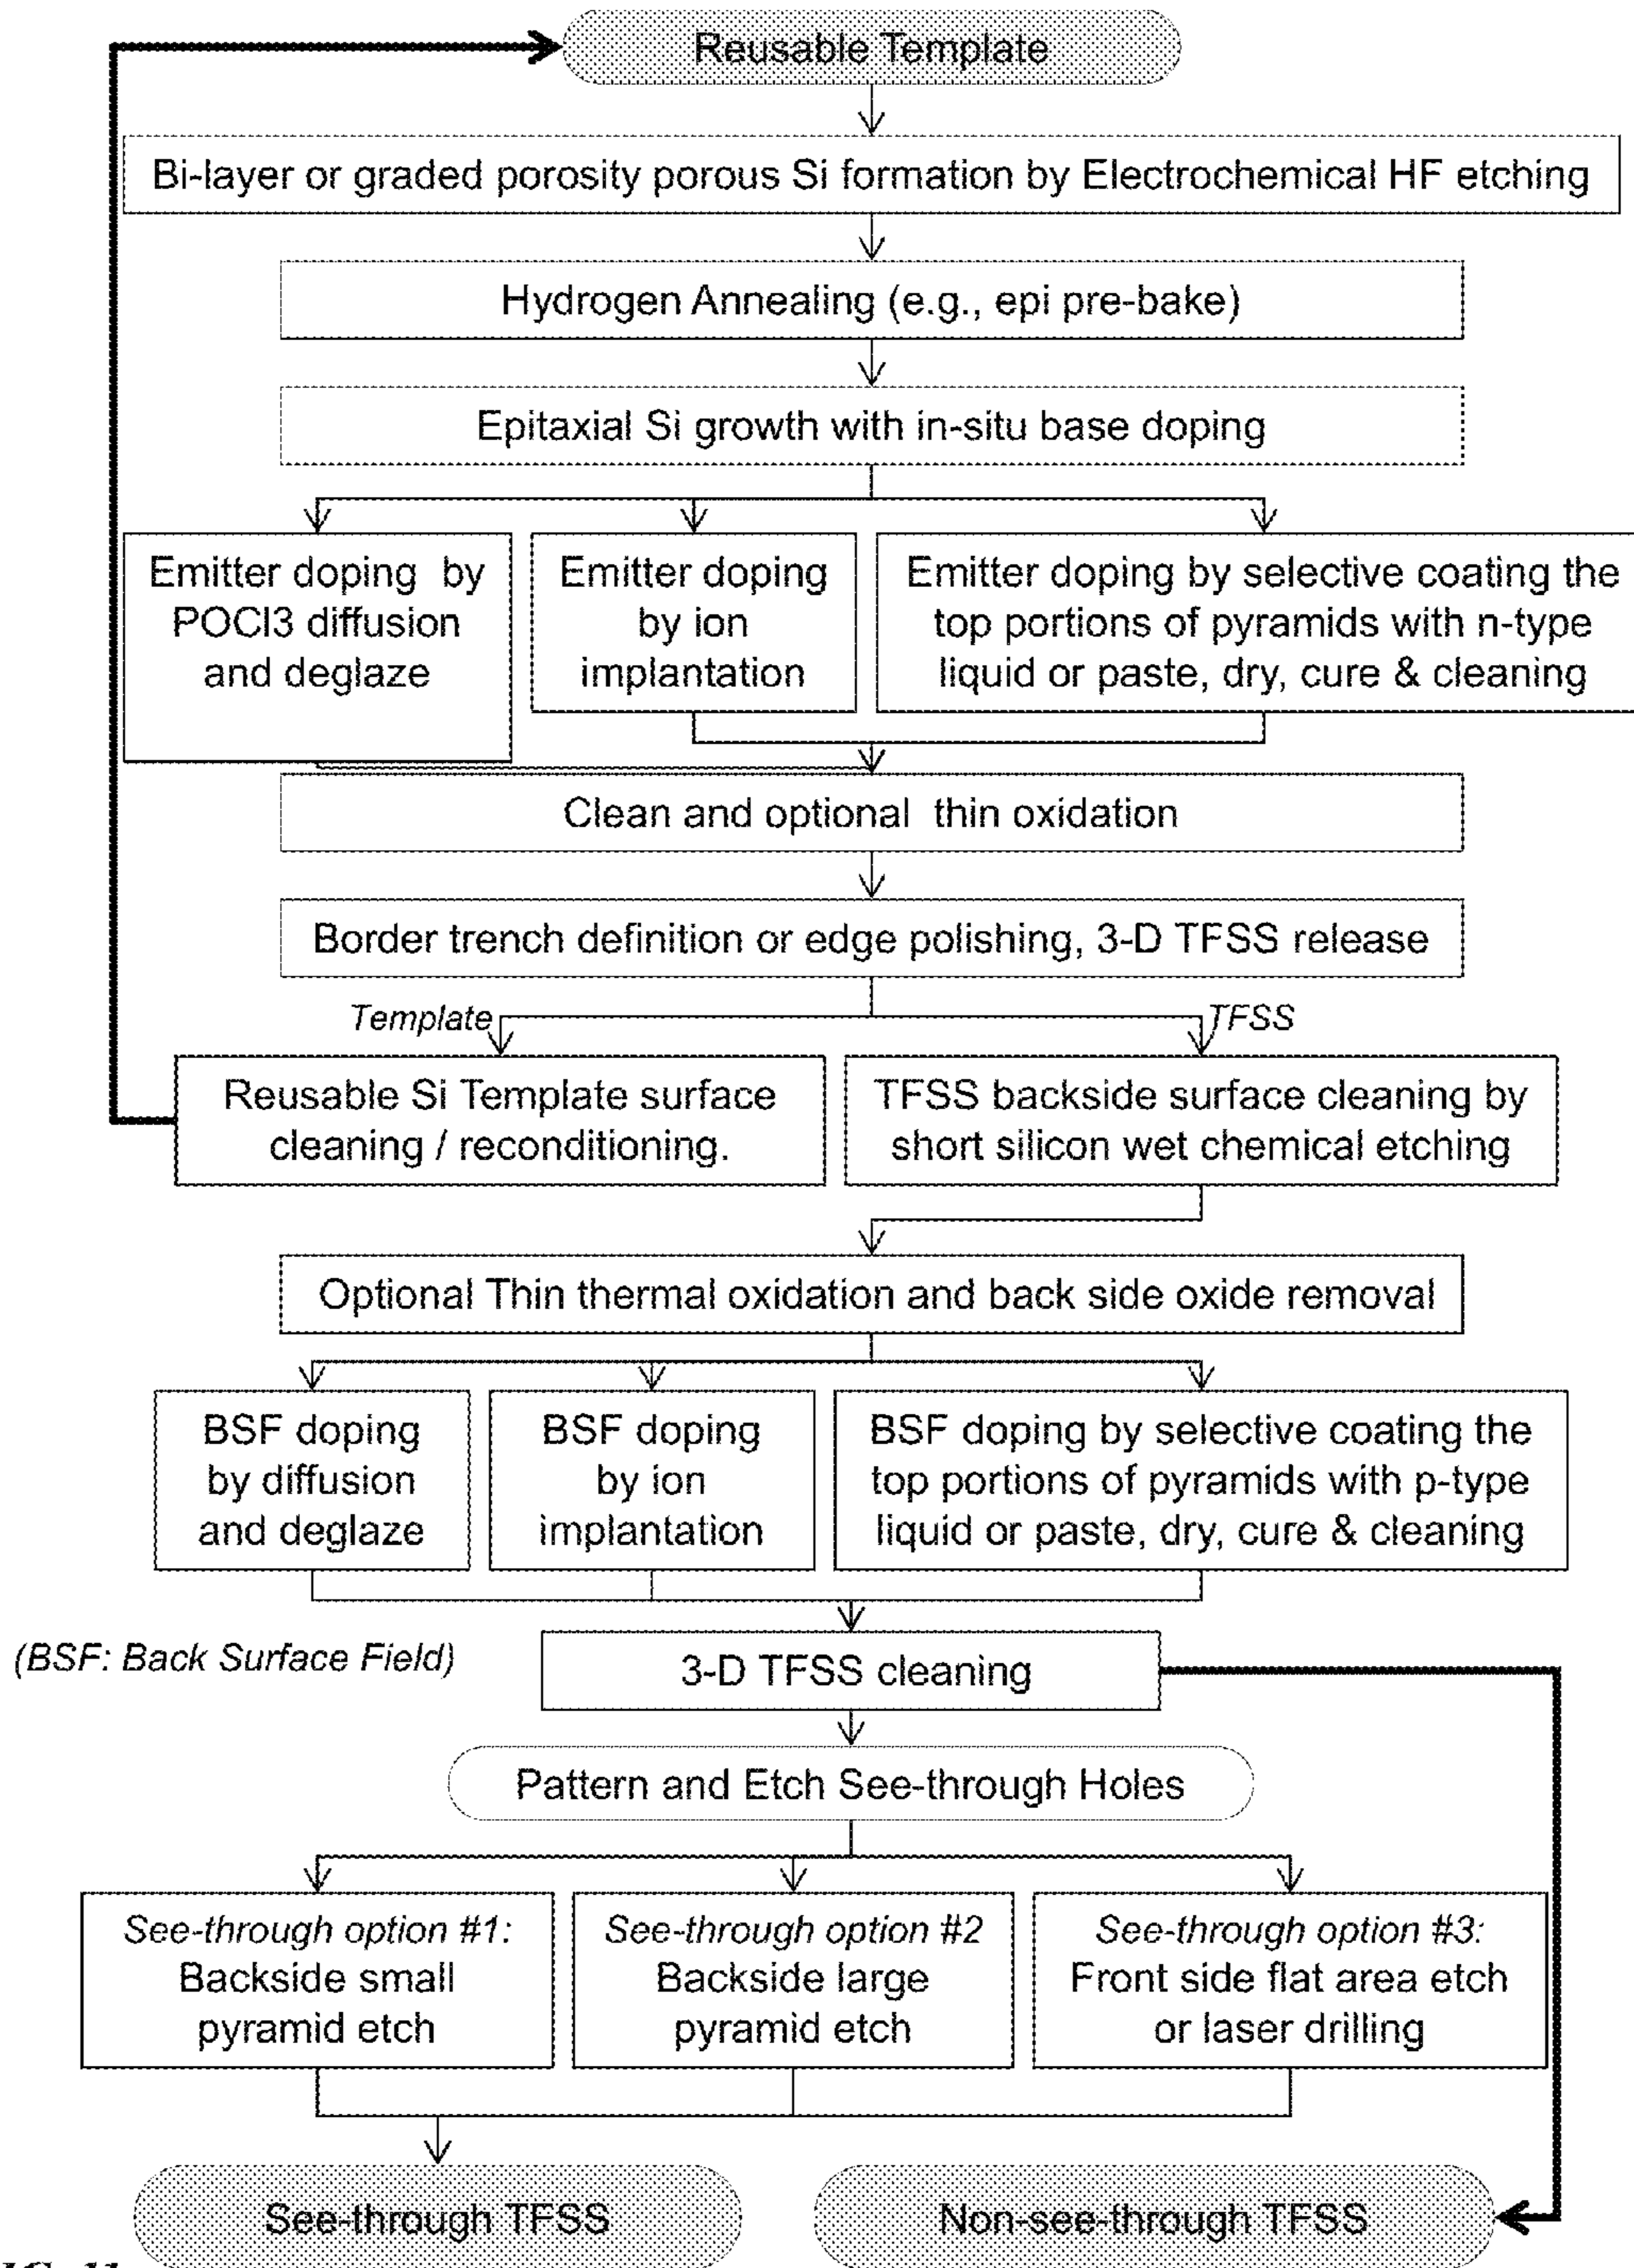 Reusable Template
Bi-layer or graded porosity porous Si formation by Electrochemical HF etching
Hydrogen Annealing (e.g., epi pre-bake)
Epitaxial Si growth with in-situ base doping
Emitter doping by
POCl3 diffusion
and deglaze
Emitter doping
by ion
implantation
Emitter doping by selective coating the
top portions of pyramids with n-type
liquid or paste, dry, cure & cleaning
Clean and optional thin oxidation
Border trench definition or edge polishing, 3-D TFSS release
Template
TFSS
Reusable Si Template surface
cleaning / reconditioning.
TFSS backside surface cleaning by
short silicon wet chemical etching
Optional Thin thermal oxidation and back side oxide removal
BSF doping
by diffusion
and deglaze
BSF doping
by ion
implantation
BSF doping by selective coating the
top portions of pyramids with p-type
liquid or paste, dry, cure & cleaning
(BSF: Back Surface Field)
3-D TFSS cleaning
Pattern and Etch See-through Holes
See-through option #1:
Backside small
pyramid etch
See-through option #2
Backside large
pyramid etch
See-through option #3:
Front side flat area etch
or laser drilling
See-through TFSS
Non-see-through TFSS